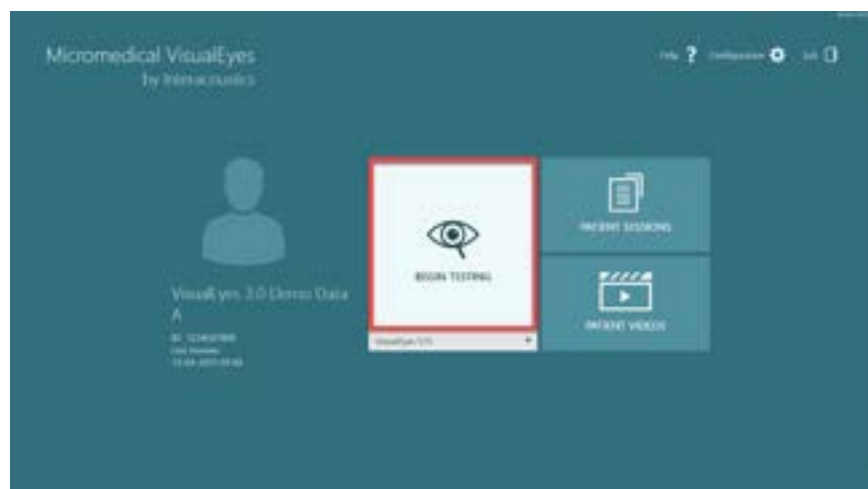 Micromedical VisualEyes
by Interacoustics
Help ? Configuration Exit
BEGIN TESTING
PATIENT SESSIONS
PATIENT VIDEOS
VisualEyes 3.0 Demo Data
A